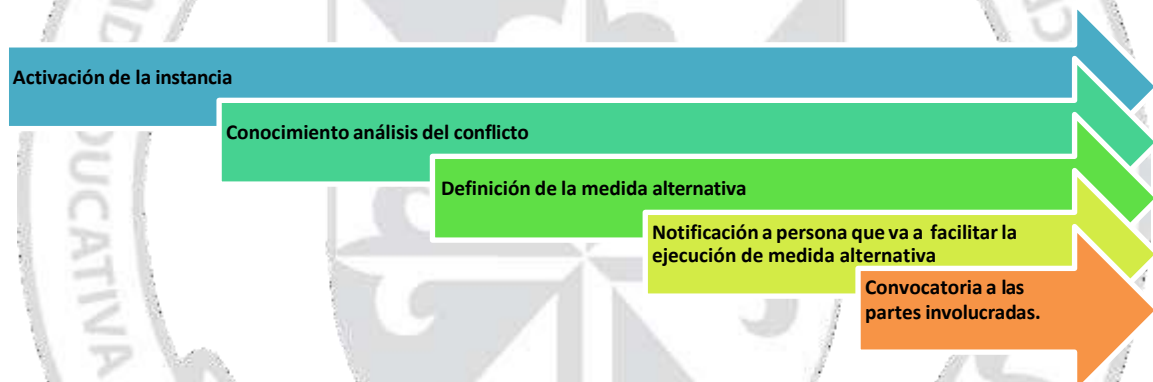 Activación de la instancia
Conocimiento análisis del conflicto
Definición de la medida alternativa
Notificación a persona que va a facilitar la
ejecución de medida alternativa
Convocatoria a las
partes involucradas.
DUCATIVA